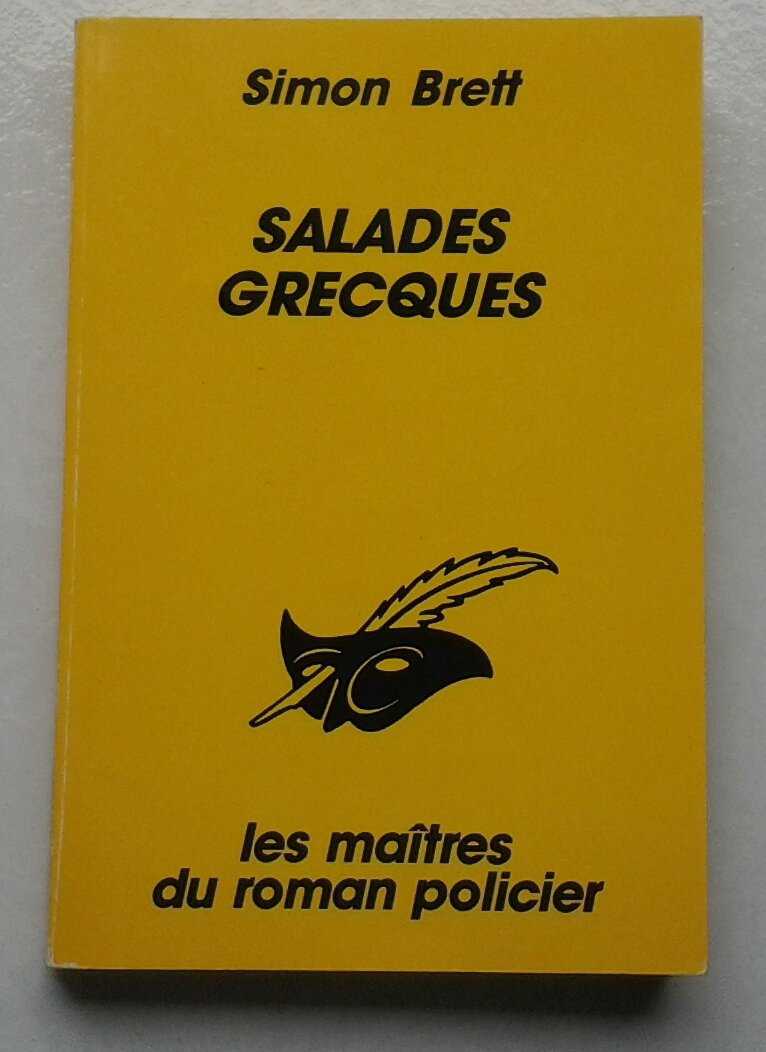 Simon Brett
SALADES
GRECQUES
les maîtres
du roman policier